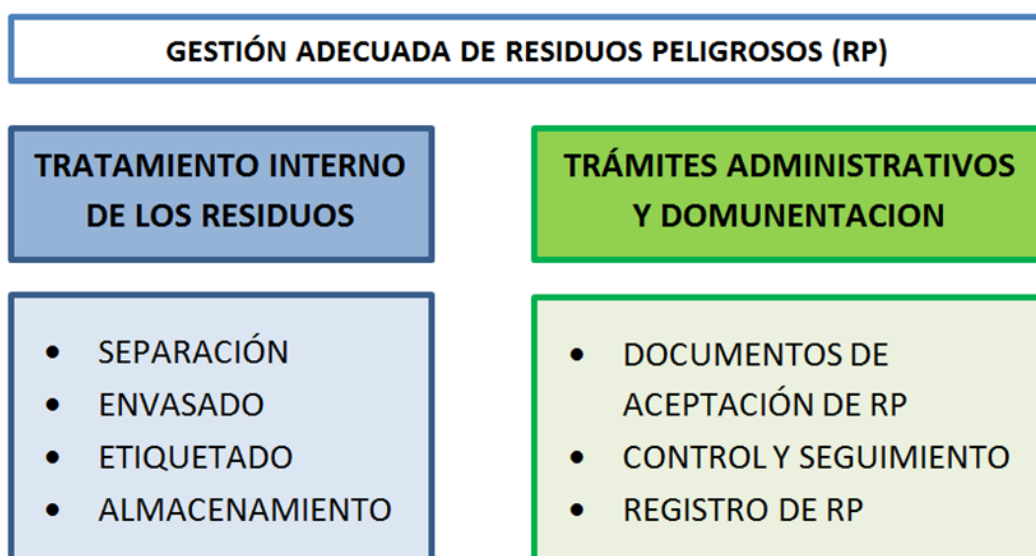 GESTIÓN ADECUADA DE RESIDUOS PELIGROSOS (RP)
TRATAMIENTO INTERNO
DE LOS RESIDUOS
• SEPARACIÓN
• ENVASADO
• ETIQUETADO
• ALMACENAMIENTO
TRÁMITES ADMINISTRATIVOS
Y DOMUNENTACION
• DOCUMENTOS DE
ACEPTACIÓN DE RP
• CONTROL Y SEGUIMIENTO
• REGISTRO DE RP